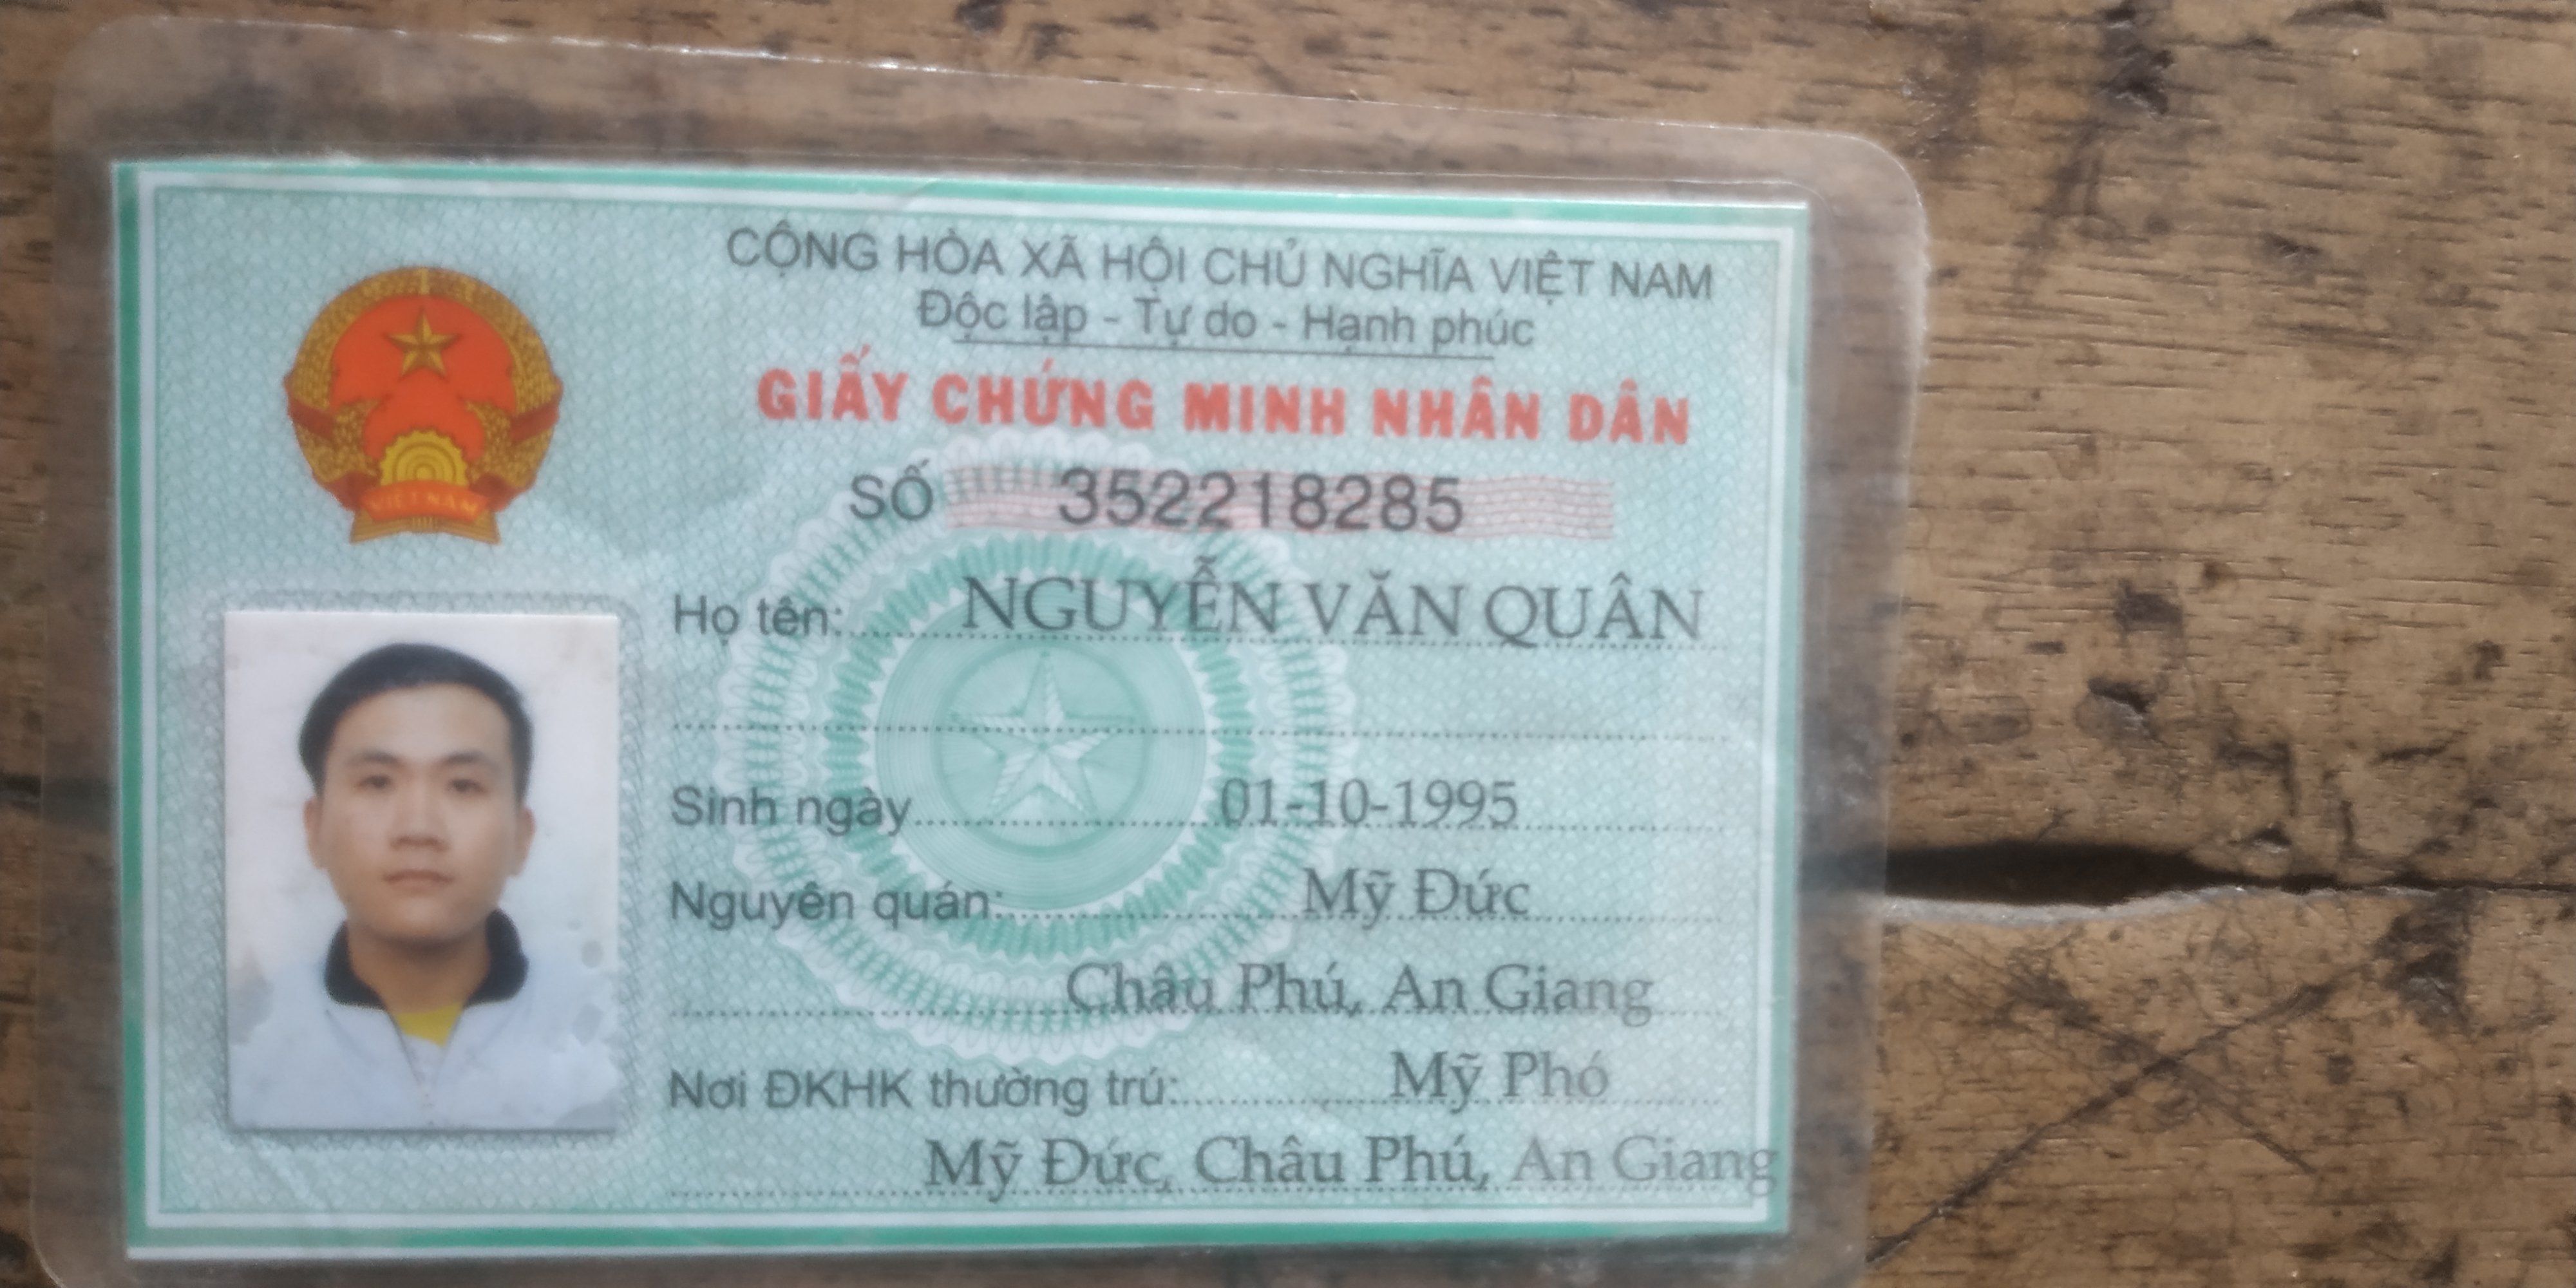 CỘNG HÒA XÃ HỘI CHỦ NGHĨA VIỆT NAM
Độc lập - Tự do - Hạnh phúc
GIẤY CHỨNG MINH NHÂN DÂN
SỐ 352218285
Họ tên: NGUYỄN VĂN QUÂN
Sinh ngày 01-10-1995
Nguyên quán: Mỹ Đức
Châu Phú, An Giang
Nơi ĐKHK thường trú: Mỹ Phó
Mỹ Đức, Châu Phú, An Giang
VIỆT NAM